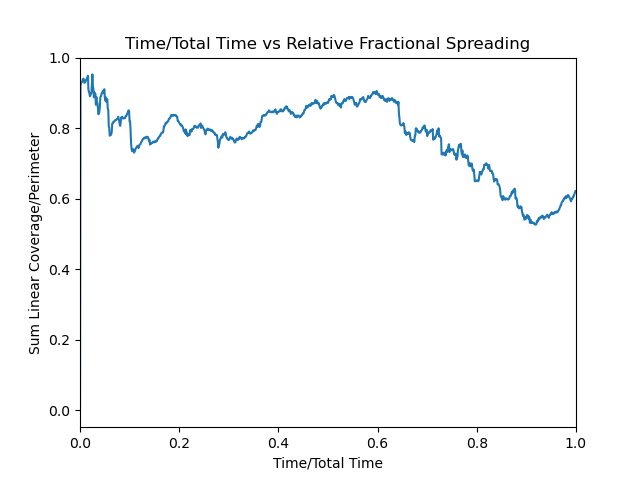 Time/Total Time vs Relative Fractional Spreading
1.0
0.8
0.6
0.4
0.2
0.0
Sum Linear Coverage/Perimeter
0.0 0.2 0.4 0.6 0.8 1.0
Time/Total Time